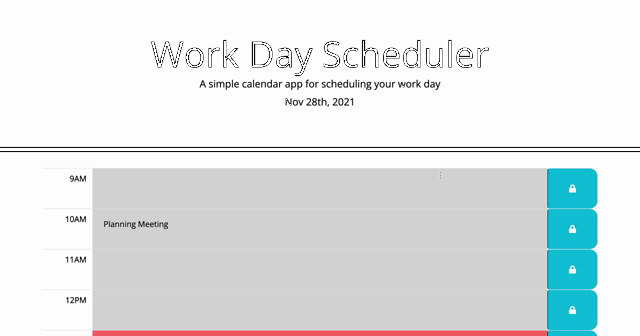 Work Day Scheduler
A simple calendar app for scheduling your work day
Nov 28th, 2021
9AM
10AM
Planning Meeting
11AM
12PM